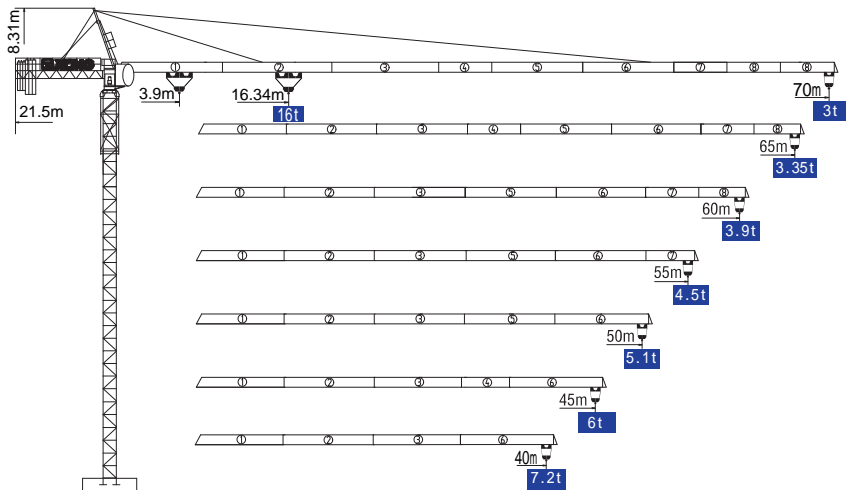 8.31m
① ② ③ ④ ⑤ ⑥ ⑦ ⑧ ⑧
3.9m 16.34m 70m
21.5m 16t 3t
① ② ③ ④ ⑤ ⑥ ⑦ ⑧
65m
3.35t
① ② ③ ⑤ ⑥ ⑦ ⑧
60m
3.9t
① ② ③ ⑤ ⑥ ⑦
55m
4.5t
① ② ③ ⑤ ⑥
50m
5.1t
① ② ③ ④ ⑥
45m
6t
① ② ③ ⑥
40m
7.2t